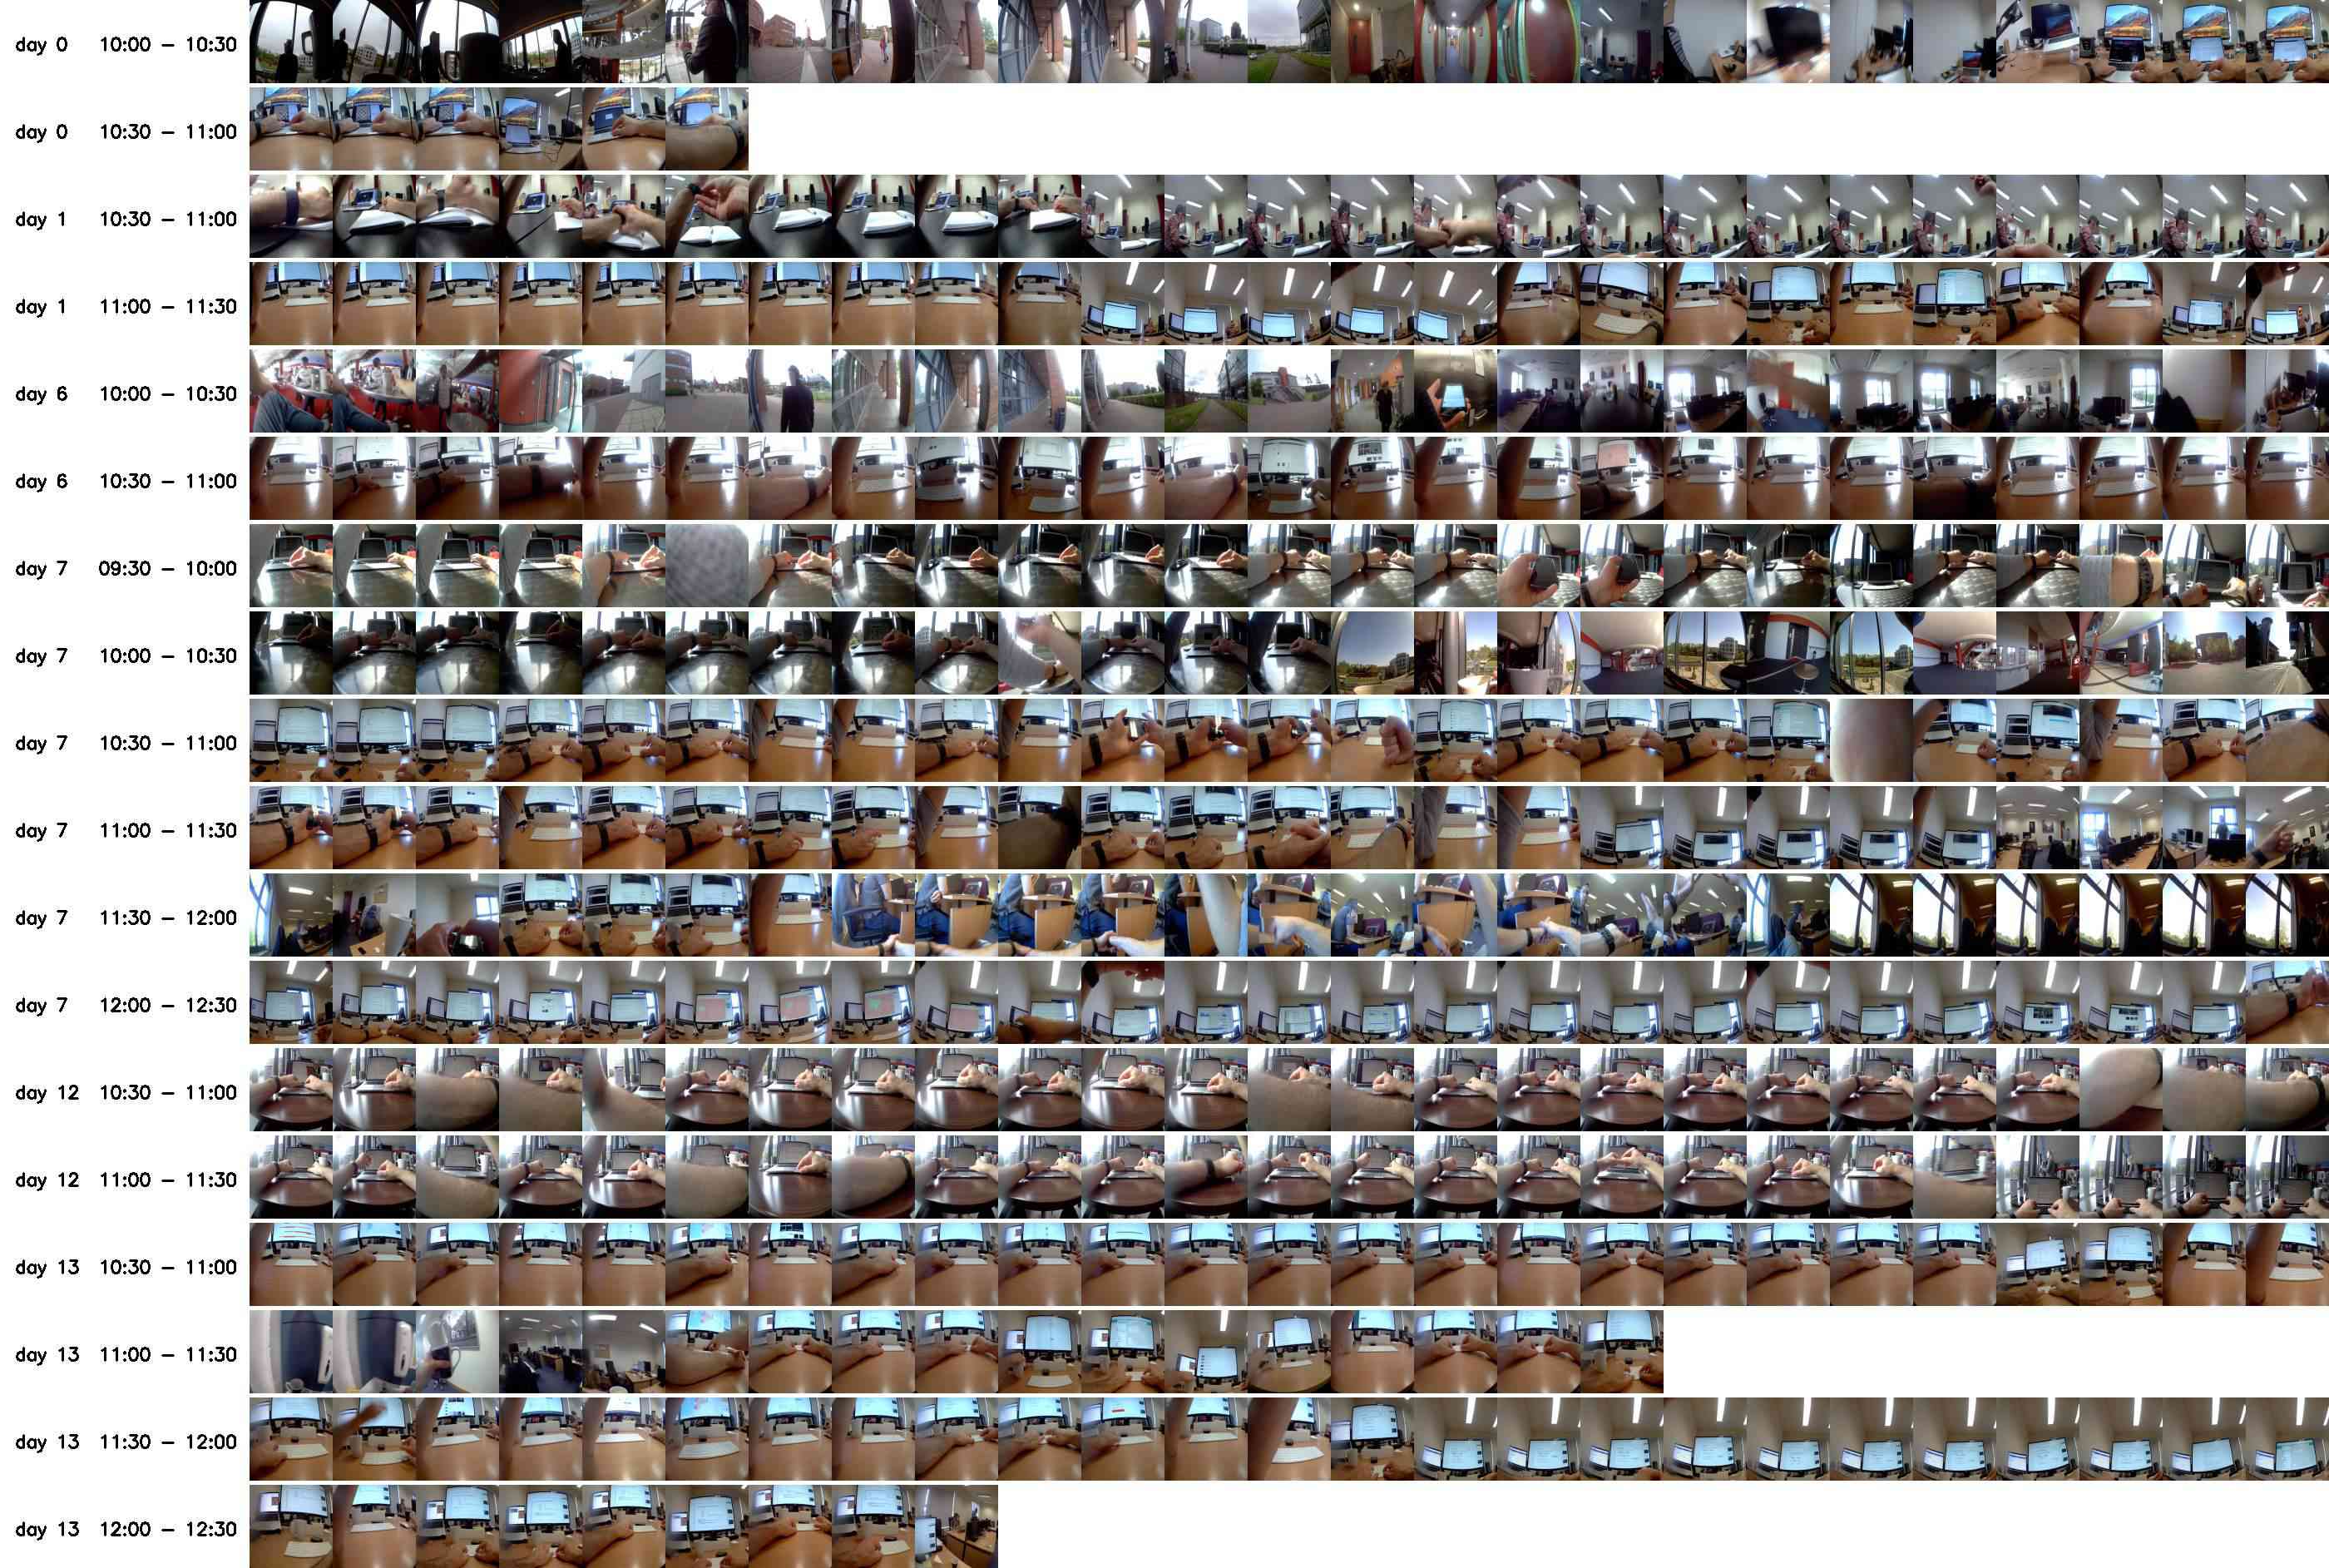 day 0 10:00 – 10:30
day 0 10:30 – 11:00
day 1 10:30 – 11:00
day 1 11:00 – 11:30
day 6 10:00 – 10:30
day 6 10:30 – 11:00
day 7 09:30 – 10:00
day 7 10:00 – 10:30
day 7 10:30 – 11:00
day 7 11:00 – 11:30
day 7 11:30 – 12:00
day 7 12:00 – 12:30
day 12 10:30 – 11:00
day 12 11:00 – 11:30
day 13 10:30 – 11:00
day 13 11:00 – 11:30
day 13 11:30 – 12:00
day 13 12:00 – 12:30